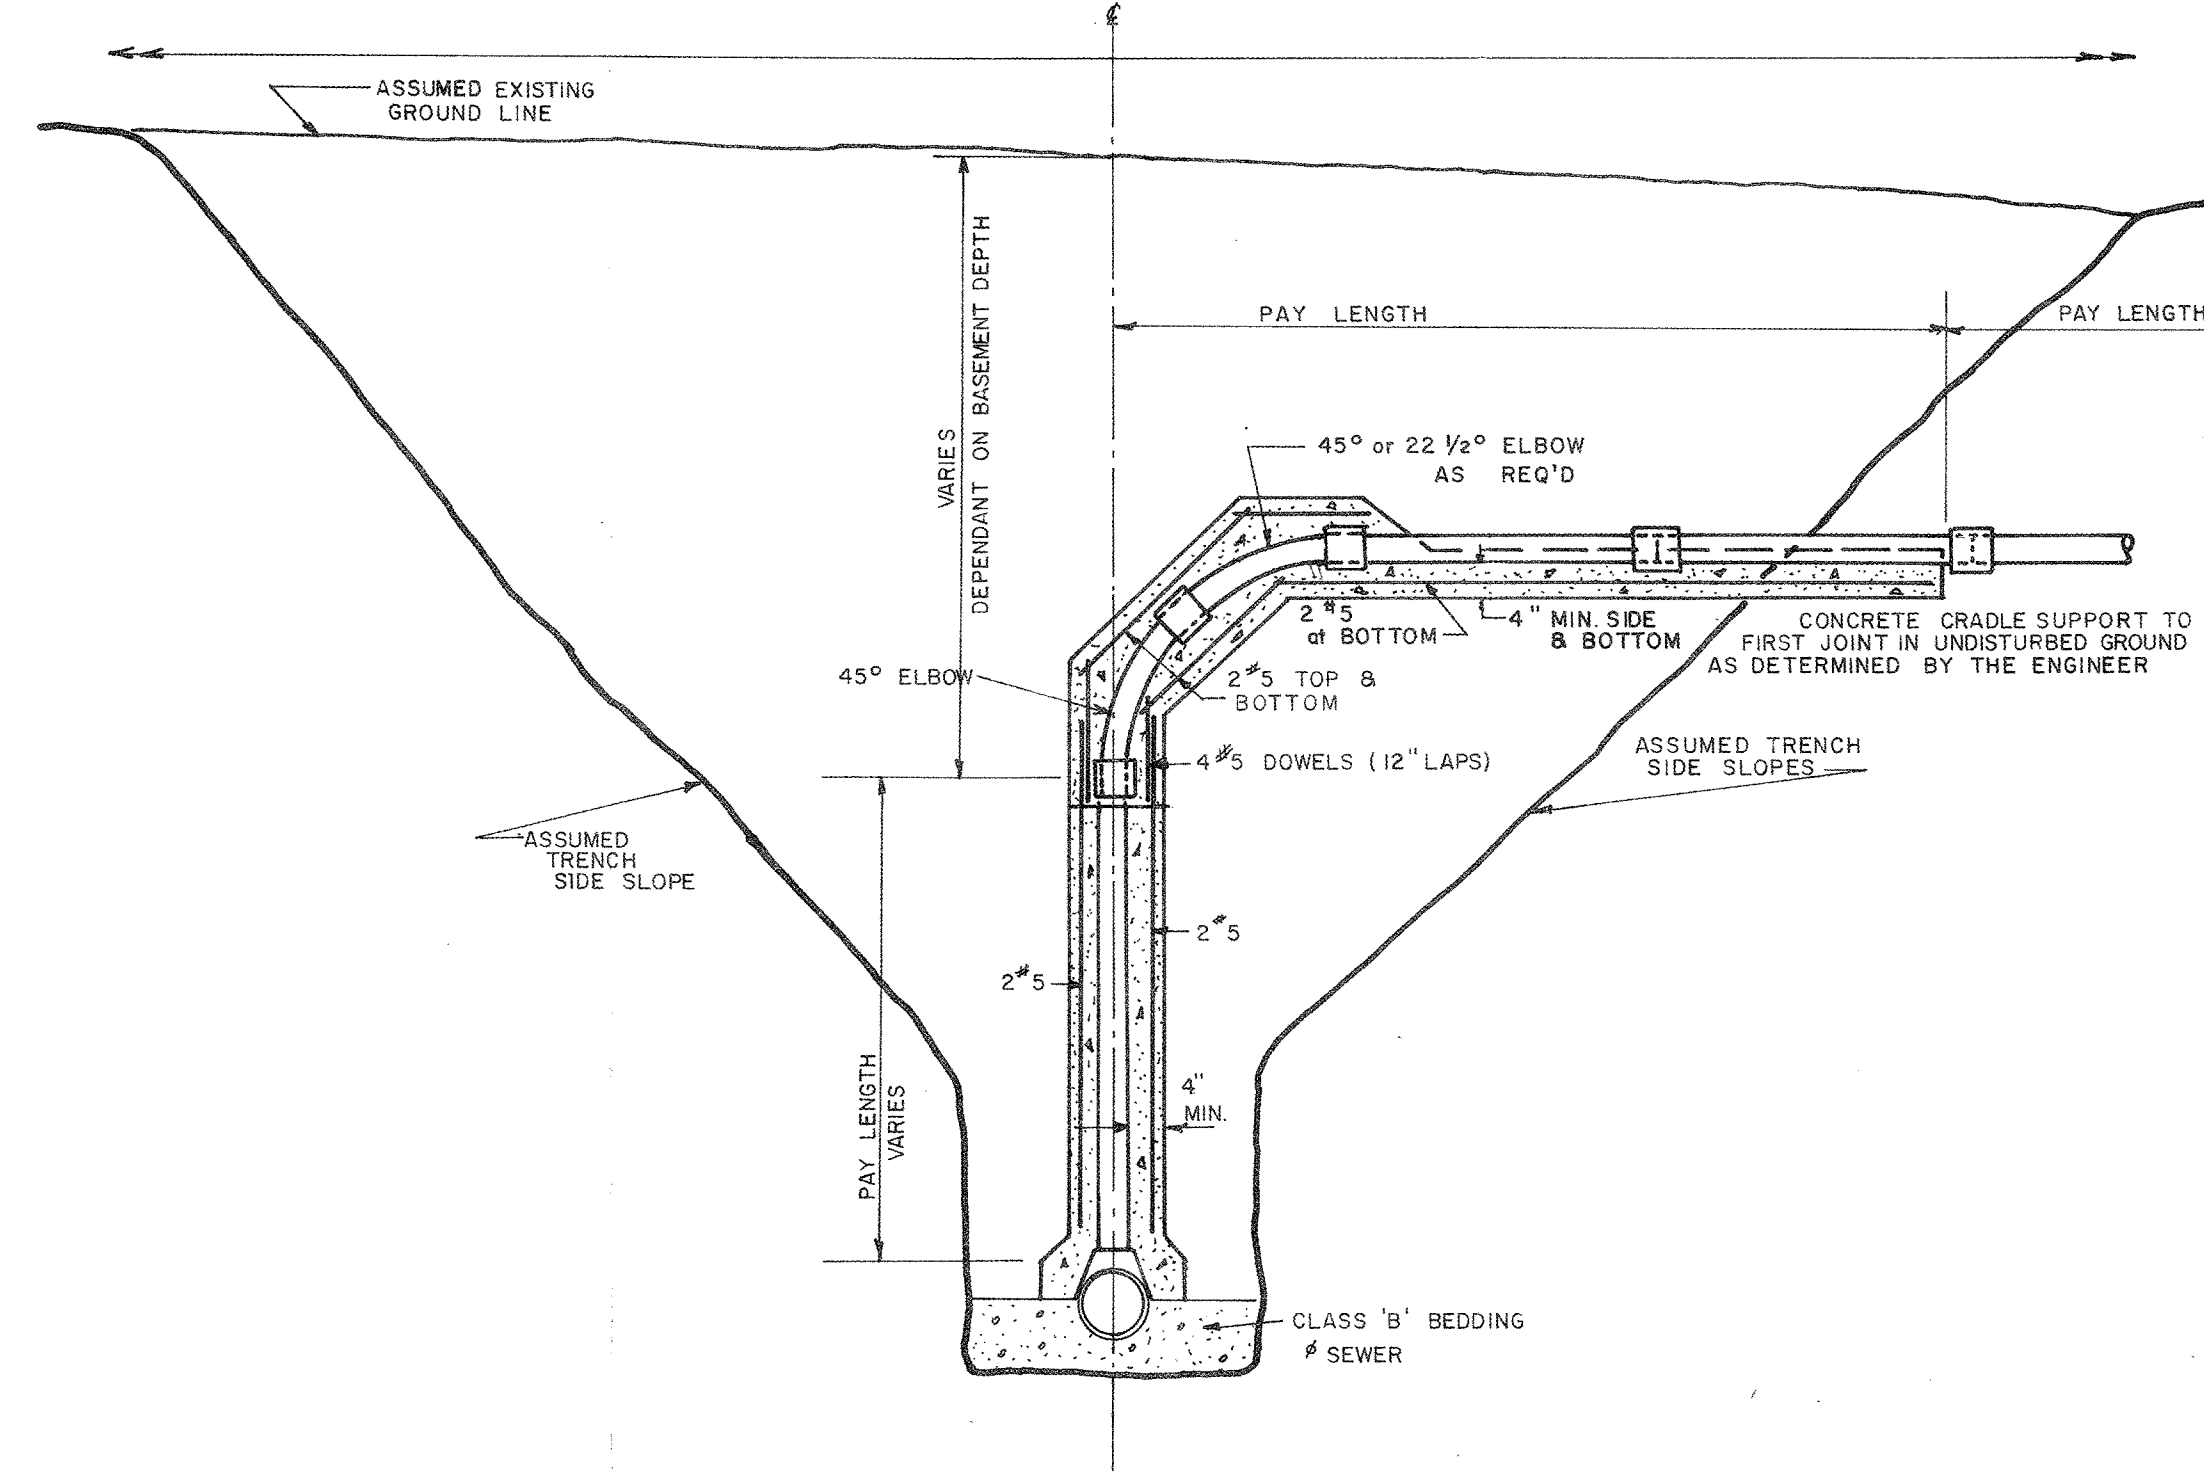 ℄
ASSUMED EXISTING
GROUND LINE
VARIES
DEPENDANT ON BASEMENT DEPTH
PAY LENGTH
PAY LENGTH
45° or 22 1/2° ELBOW
AS REQ'D
2 #5
at BOTTOM
4" MIN. SIDE
& BOTTOM
CONCRETE CRADLE SUPPORT TO
FIRST JOINT IN UNDISTURBED GROUND
AS DETERMINED BY THE ENGINEER
45° ELBOW
2 #5 TOP &
BOTTOM
4 #5 DOWELS (12" LAPS)
ASSUMED TRENCH
SIDE SLOPES
ASSUMED
TRENCH
SIDE SLOPE
2 #5
2 #5
PAY LENGTH
VARIES
4"
MIN.
CLASS 'B' BEDDING
⌀ SEWER